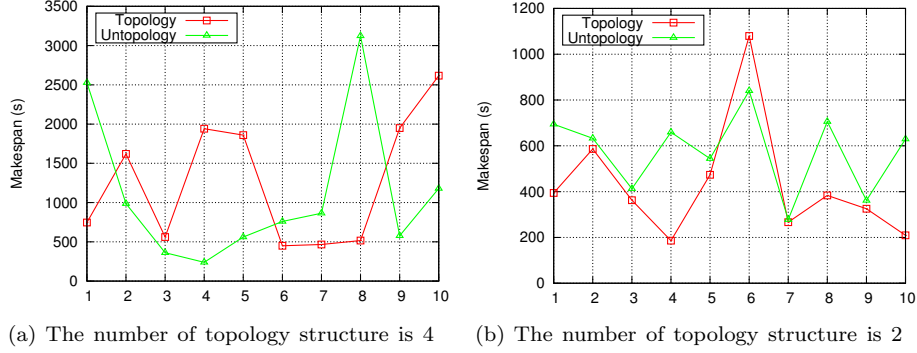 Topology
Untopology
3500
3000
2500
2000
1500
1000
500
0
Makespan (s)
1 2 3 4 5 6 7 8 9 10
(a) The number of topology structure is 4
Topology
Untopology
1200
1000
800
600
400
200
0
Makespan (s)
1 2 3 4 5 6 7 8 9 10
(b) The number of topology structure is 2